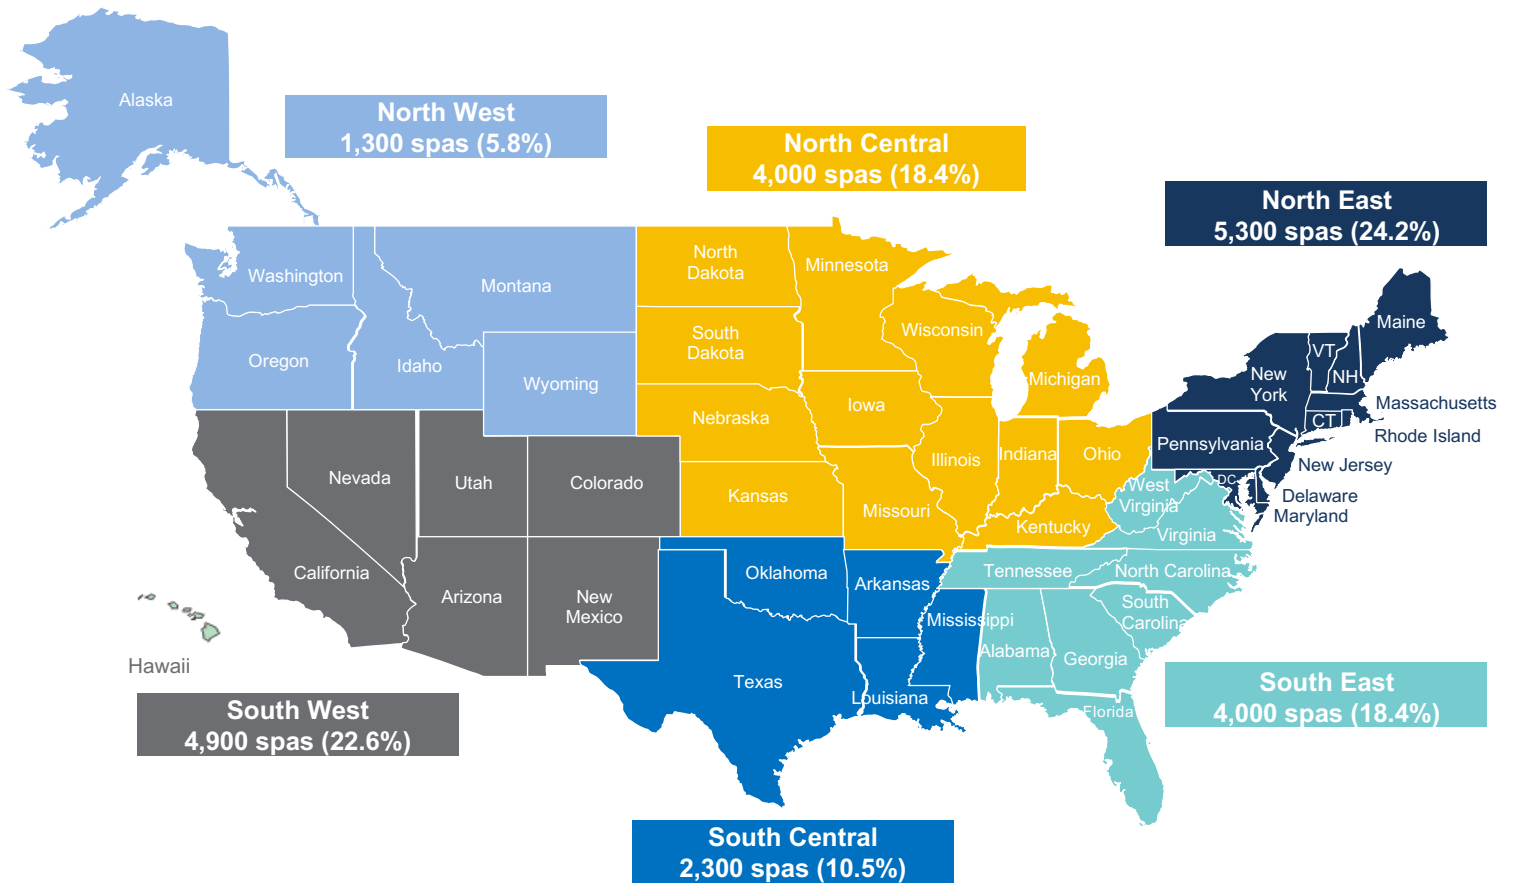 Alaska
North West
1,300 spas (5.8%)
North Central
4,000 spas (18.4%)
North East
5,300 spas (24.2%)
Washington
Montana
North
Dakota
Minnesota
Oregon
Idaho
Wyoming
South
Dakota
Wisconsin
Michigan
Maine
VT
NH
New
York
Massachusetts
CT
Rhode Island
Nebraska
Iowa
Pennsylvania
New Jersey
Nevada
Utah
Colorado
Kansas
Missouri
Illinois
Indiana
Ohio
West
Virginia
DC
Delaware
Maryland
Kentucky
Virginia
California
Arizona
New
Mexico
Oklahoma
Arkansas
Tennessee
North Carolina
South
Carolina
Mississippi
Alabama
Georgia
Hawaii
Texas
Louisiana
Florida
South West
4,900 spas (22.6%)
South East
4,000 spas (18.4%)
South Central
2,300 spas (10.5%)